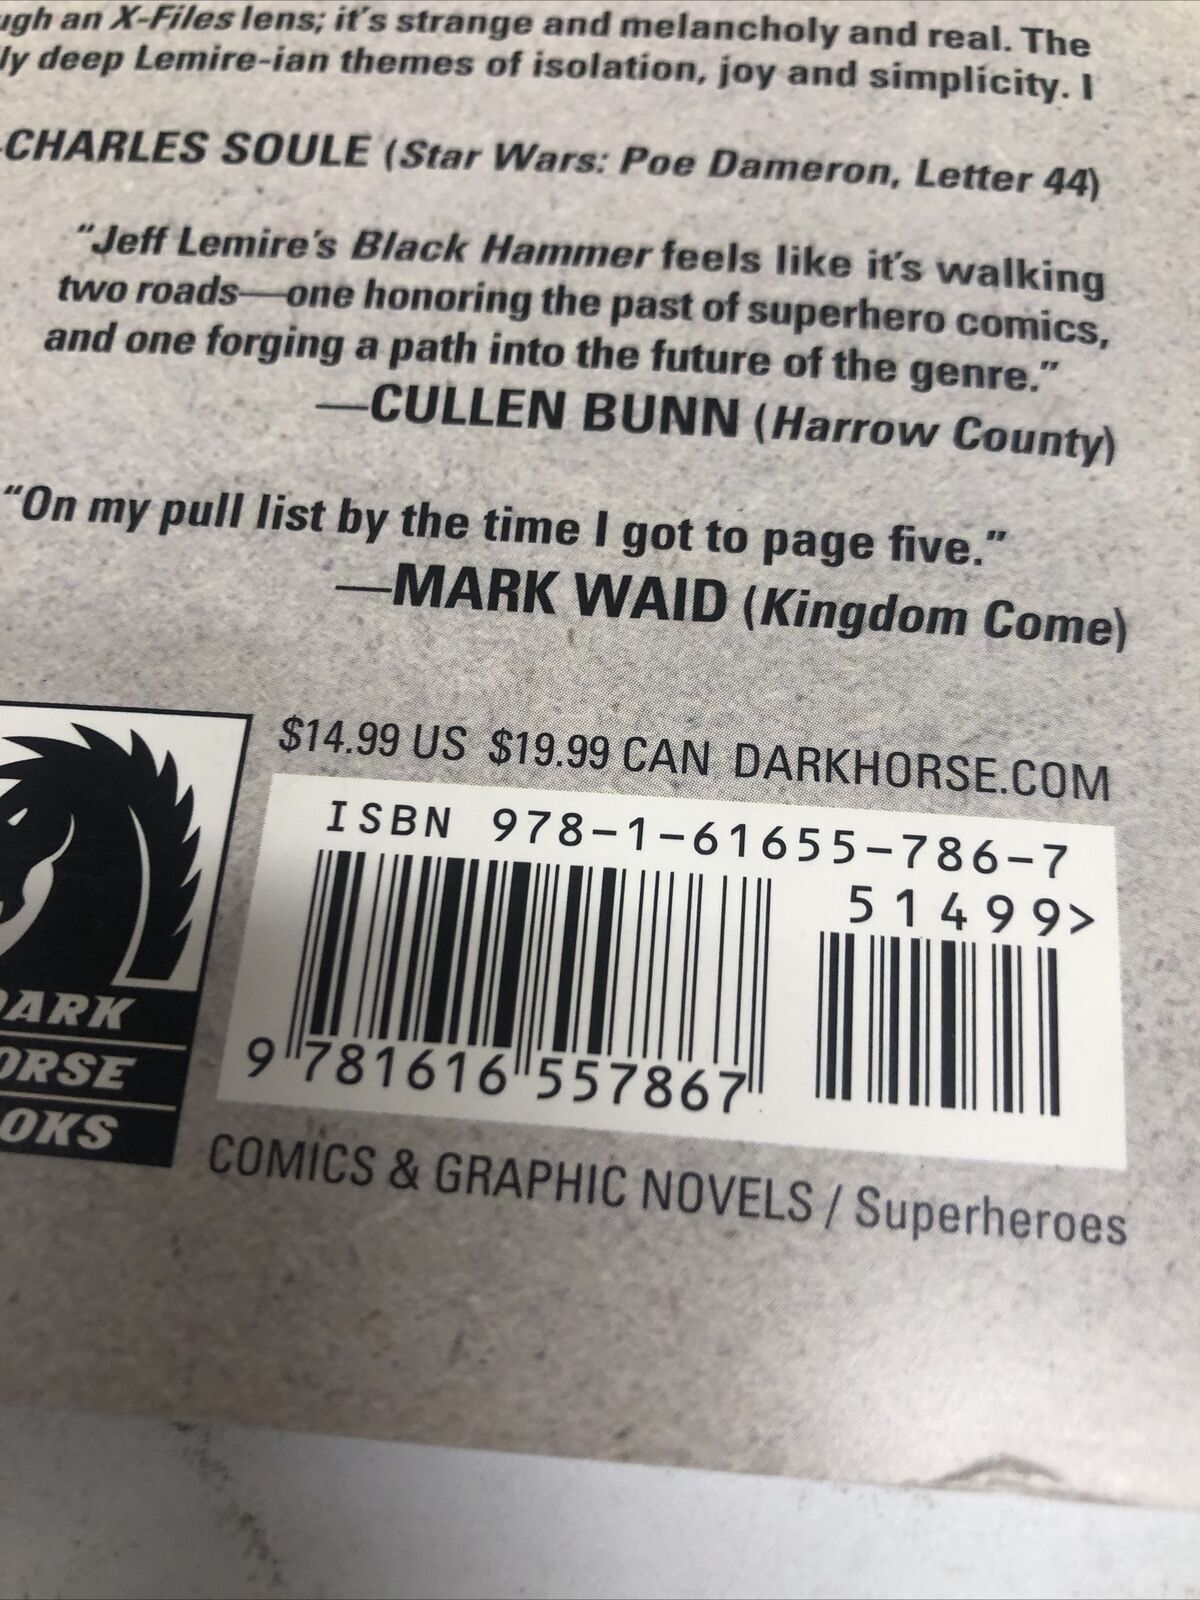 an X-Files lens; it's strange and melancholy and real. The
deep Lemire-ian themes of isolation, joy and simplicity. I
—CHARLES SOULE (Star Wars: Poe Dameron, Letter 44)
“Jeff Lemire's Black Hammer feels like it's walking
two roads—one honoring the past of superhero comics,
and one forging a path into the future of the genre.”
—CULLEN BUNN (Harrow County)
“On my pull list by the time I got to page five.”
—MARK WAID (Kingdom Come)
$14.99 US $19.99 CAN DARKHORSE.COM
ISBN 978-1-61655-786-7
51499>
9 781616 557867
DARK
HORSE
BOOKS
COMICS & GRAPHIC NOVELS / Superheroes